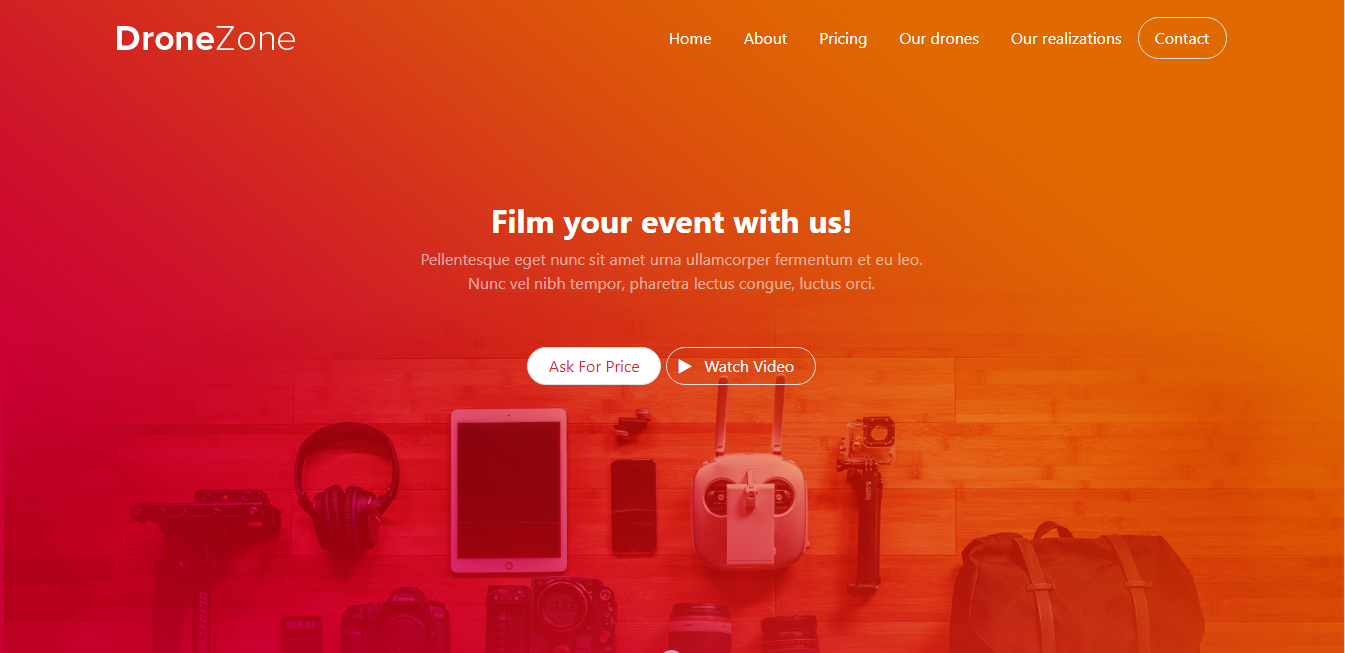 DroneZone
Home
About
Pricing
Our drones
Our realizations
Contact
Film your event with us!
Pellentesque eget nunc sit amet urna ullamcorper fermentum et eu leo.
Nunc vel nibh tempor, pharetra lectus congue, luctus orci.
Ask For Price
Watch Video
Canon
RED